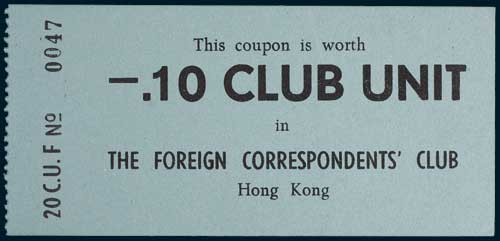 This coupon is worth
—.10 CLUB UNIT
in
THE FOREIGN CORRESPONDENTS' CLUB
Hong Kong
20 C.U. F Nº 0047